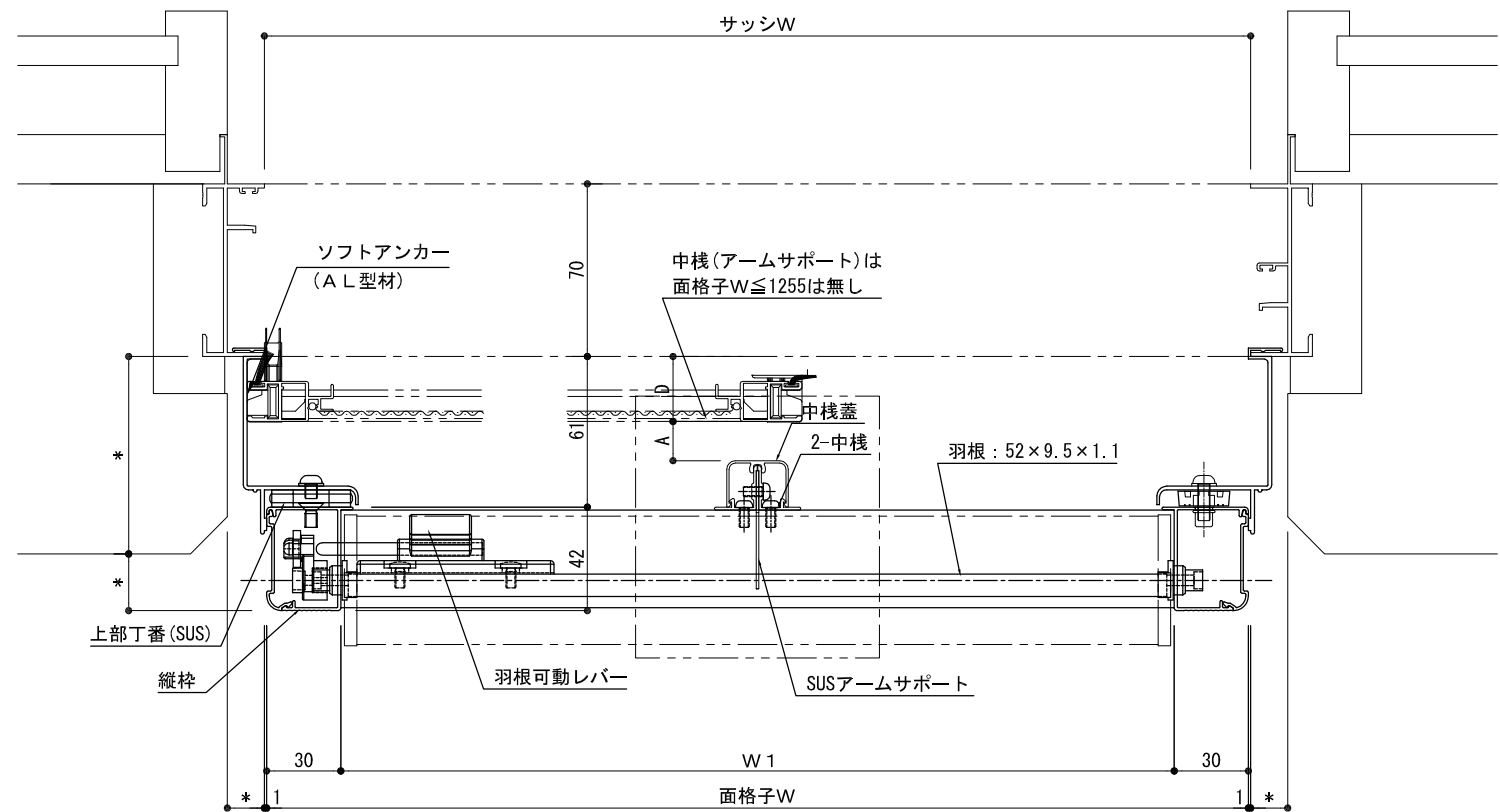 サッシW
ソフトアンカー
(AL型材)
中桟(アームサポート)は
面格子W≦1255は無し
70
D
61
A
中桟蓋
2-中桟
羽根：52×9.5×1.1
*
*
42
上部丁番(SUS)
縦枠
羽根可動レバー
SUSアームサポート
30
W1
30
*
1
面格子W
1
*